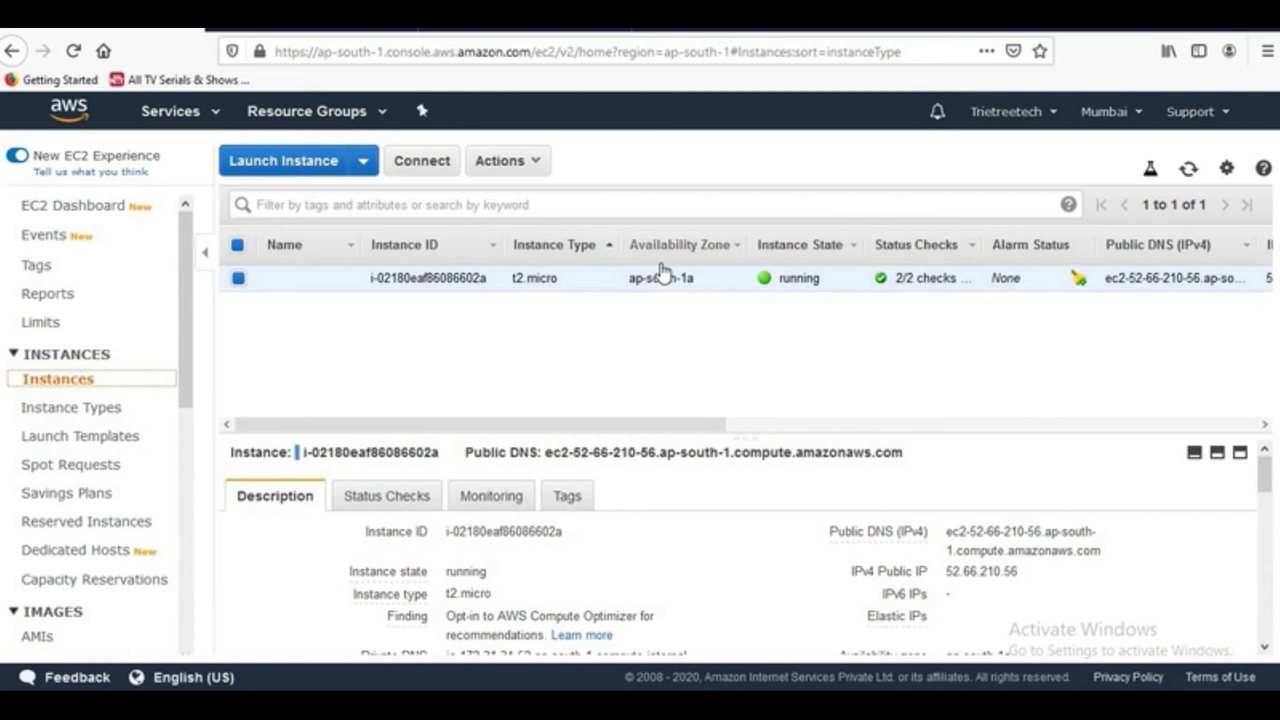 https://ap-south-1.console.aws.amazon.com/ec2/v2/home?region=ap-south-1#Instances:sort=instanceType
Getting Started All TV Serials & Shows ...
aws Services Resource Groups Trietreetech Mumbai Support
New EC2 Experience
Tell us what you think
Launch Instance Connect Actions
EC2 Dashboard New
Events New
Tags
Reports
Limits
INSTANCES
Instances
Instance Types
Launch Templates
Spot Requests
Savings Plans
Reserved Instances
Dedicated Hosts New
Capacity Reservations
IMAGES
AMIs
Filter by tags and attributes or search by keyword 1 to 1 of 1
Name Instance ID Instance Type Availability Zone Instance State Status Checks Alarm Status Public DNS (IPv4)
i-02180eaf86086602a t2.micro ap-south-1a running 2/2 checks ... None ec2-52-66-210-56.ap-so...
Instance: i-02180eaf86086602a Public DNS: ec2-52-66-210-56.ap-south-1.compute.amazonaws.com
Description Status Checks Monitoring Tags
Instance ID i-02180eaf86086602a
Instance state running
Instance type t2.micro
Finding Opt-in to AWS Compute Optimizer for
recommendations. Learn more
Public DNS (IPv4) ec2-52-66-210-56.ap-south-
1.compute.amazonaws.com
IPv4 Public IP 52.66.210.56
IPv6 IPs -
Elastic IPs
Activate Windows
Go to Settings to activate Windows.
Feedback English (US) © 2008 - 2020, Amazon Internet Services Private Ltd. or its affiliates. All rights reserved. Privacy Policy Terms of Use